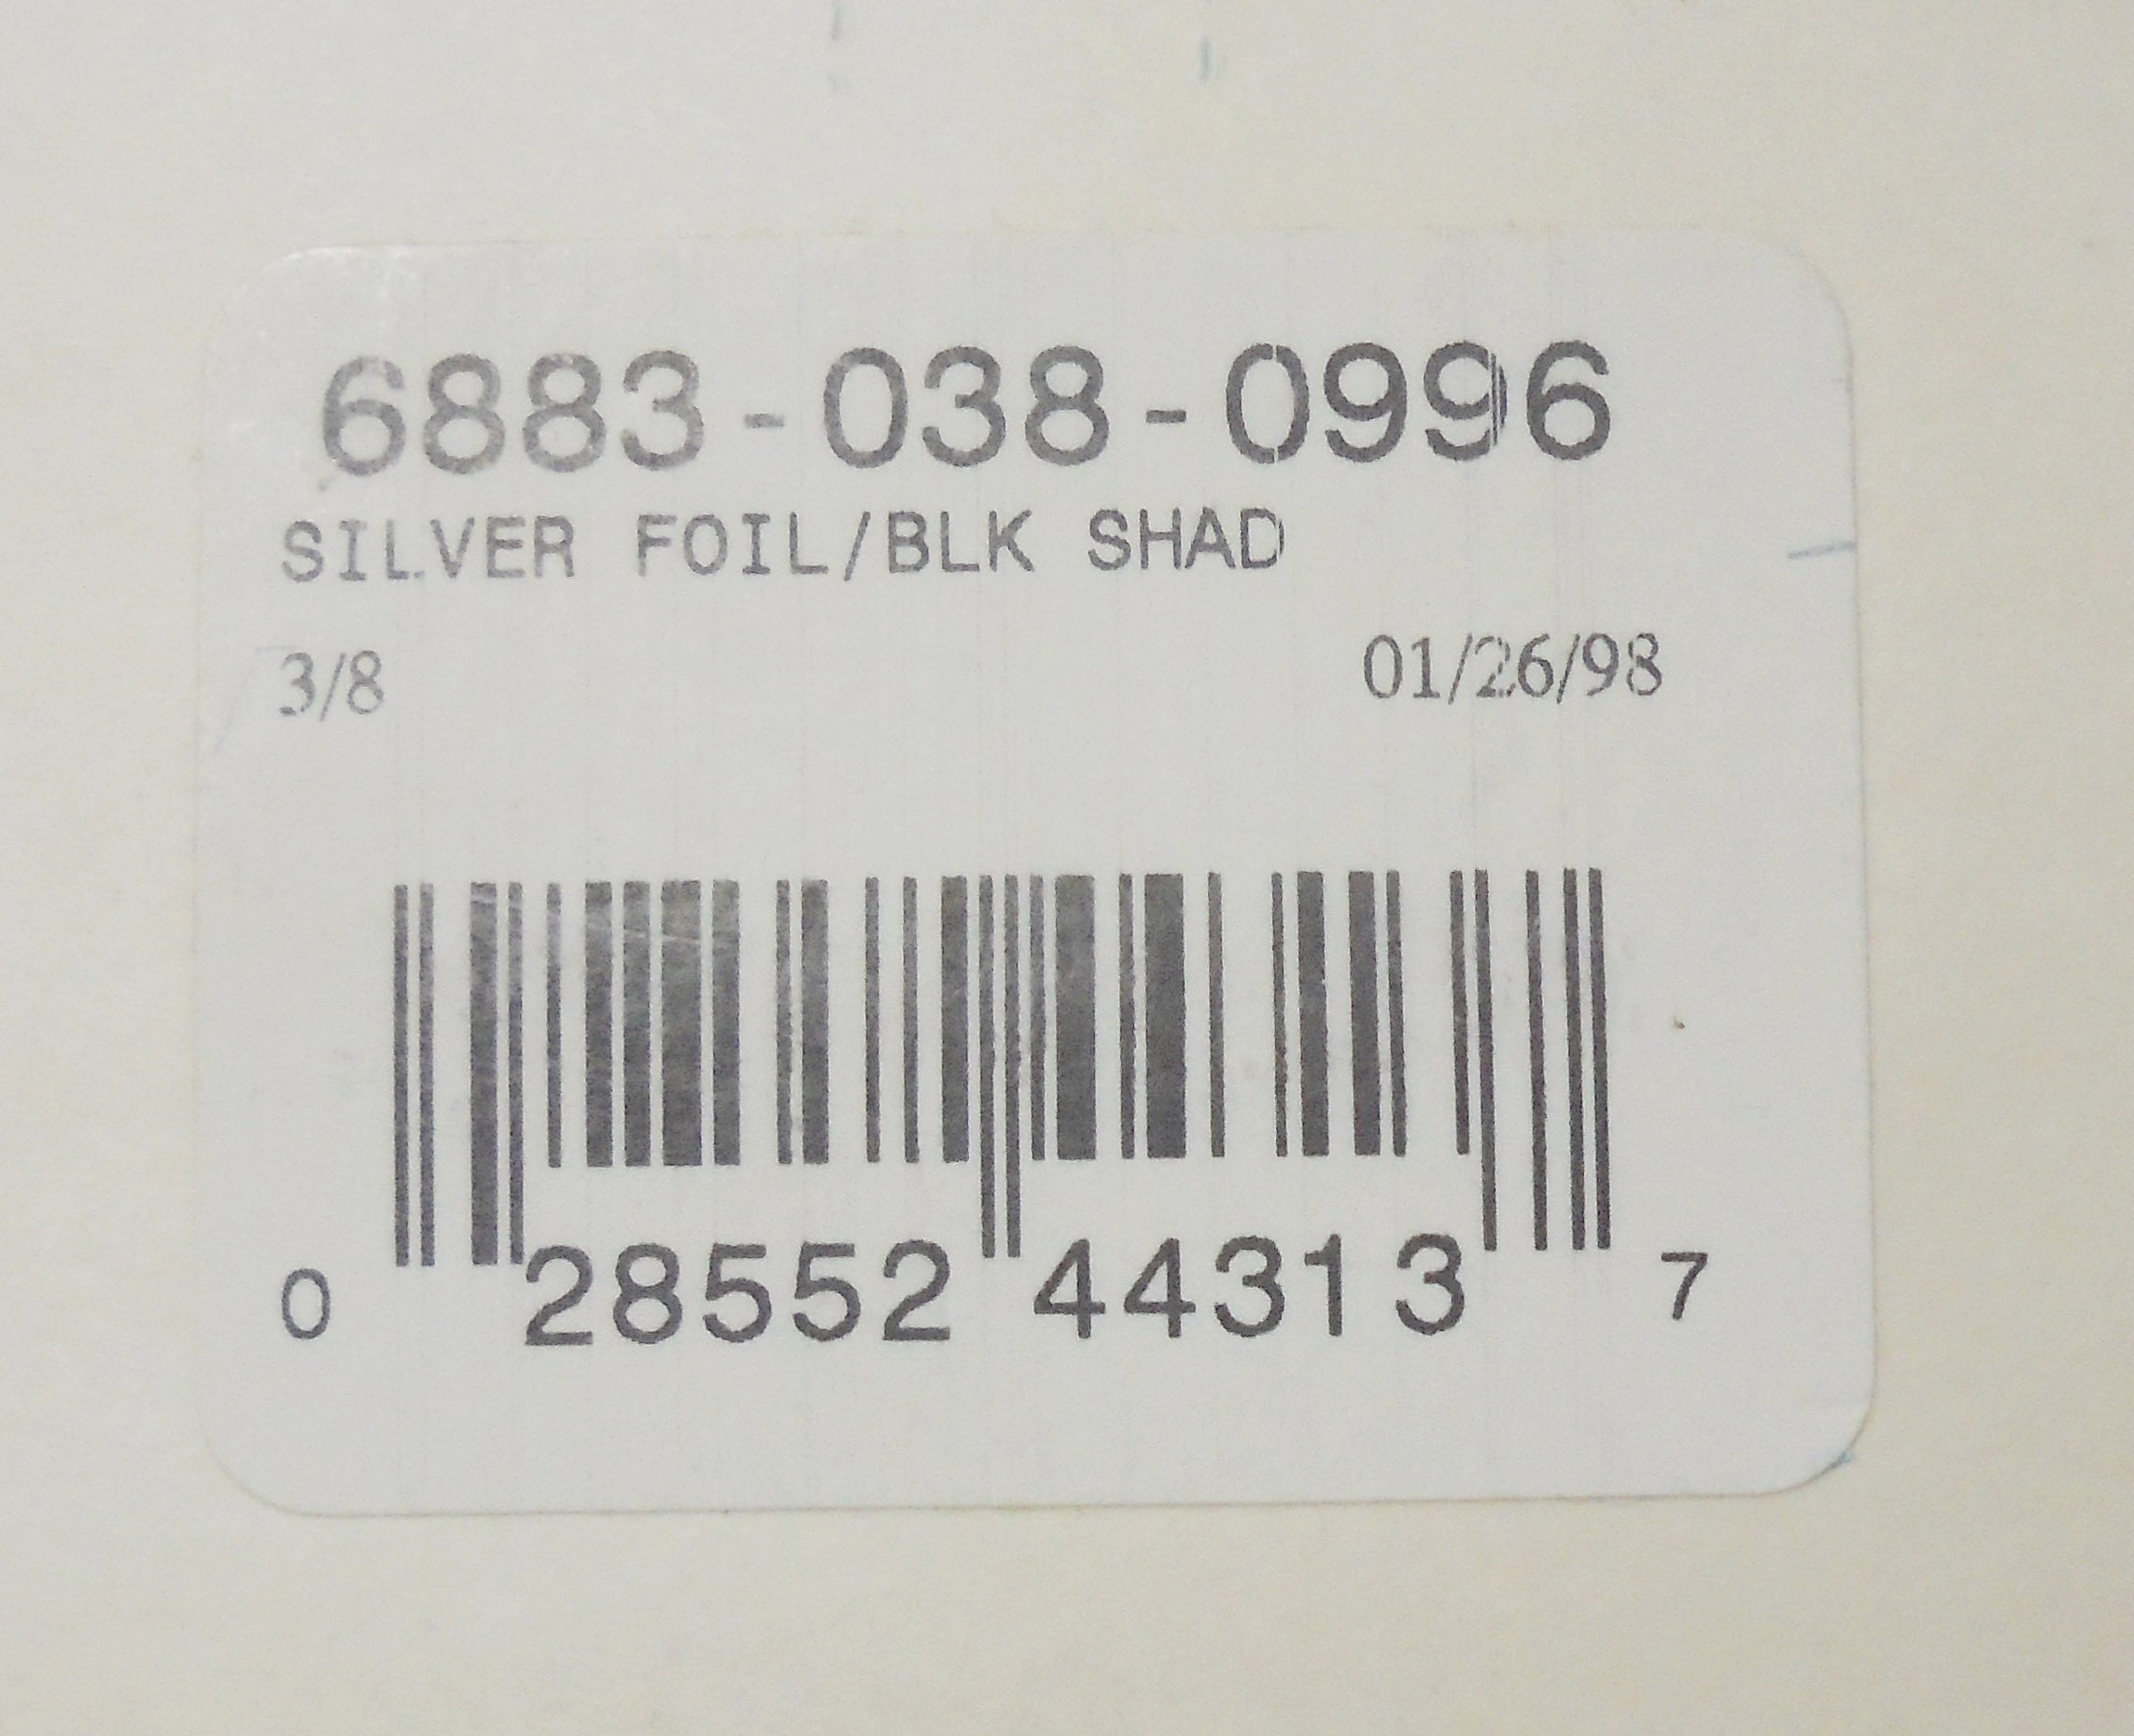 6883-038-0996
SILVER FOIL/BLK SHAD
3/8 01/26/98
0 28552 44313 7